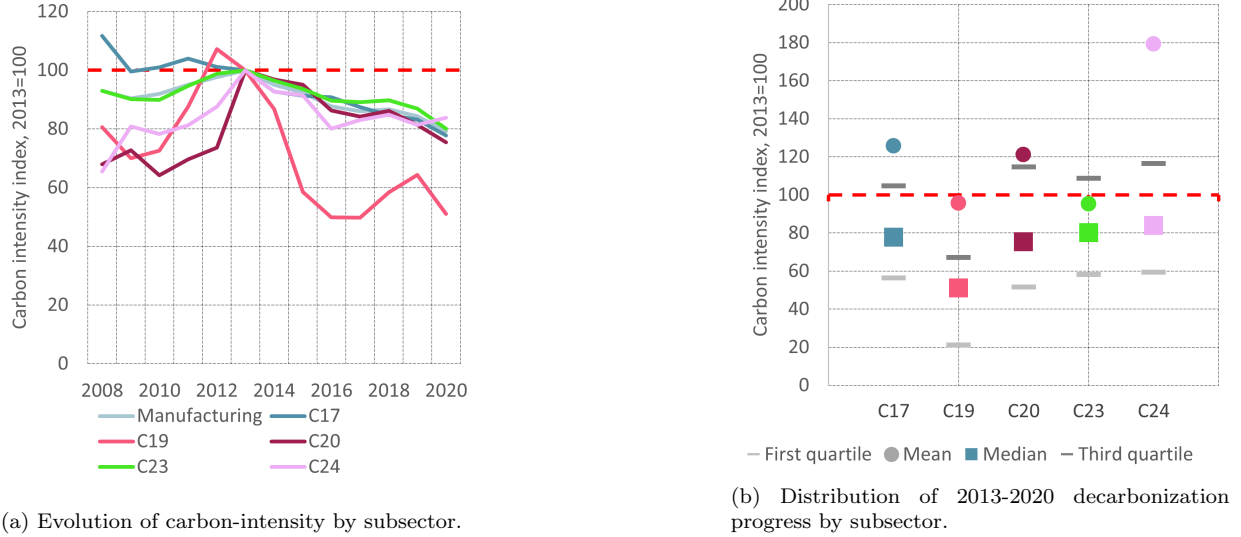 Carbon intensity index, 2013=100
120
100
80
60
40
20
0
2008 2010 2012 2014 2016 2018 2020
Manufacturing C17
C19 C20
C23 C24
(a) Evolution of carbon-intensity by subsector.
Carbon intensity index, 2013=100
200
180
160
140
120
100
80
60
40
20
0
C17 C19 C20 C23 C24
First quartile Mean Median Third quartile
(b) Distribution of 2013-2020 decarbonization
progress by subsector.